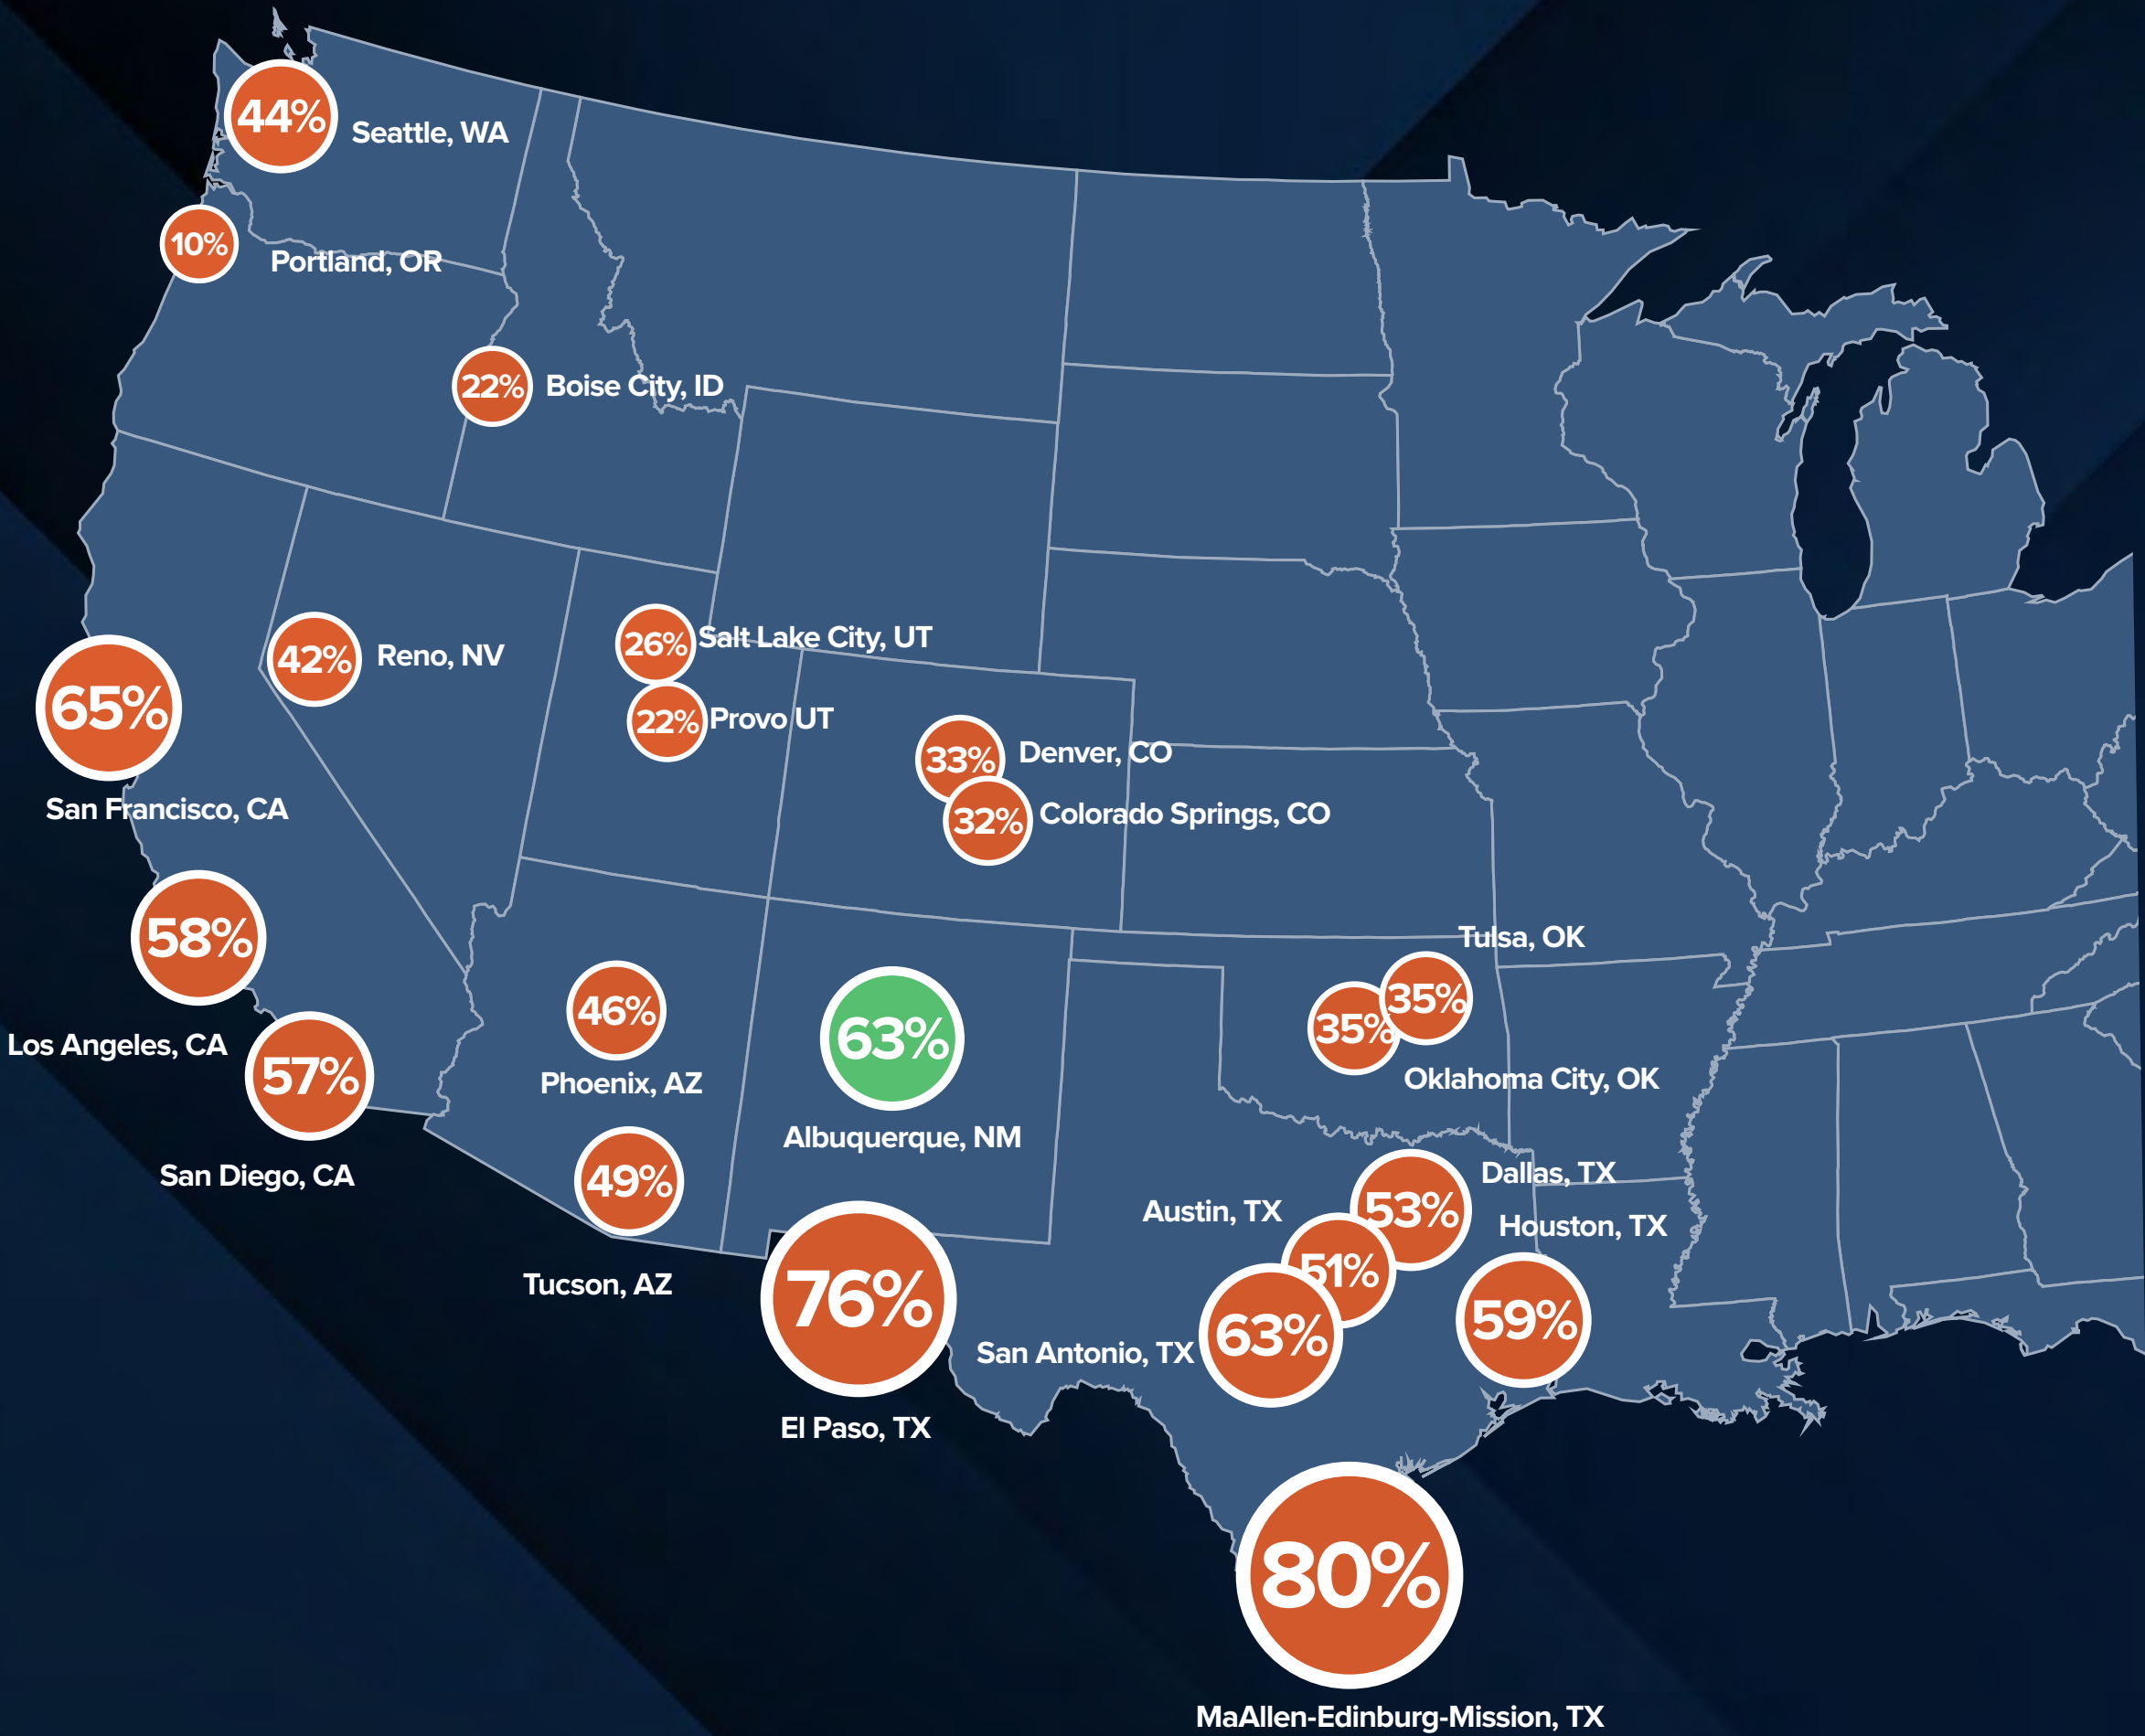 44%
Seattle, WA
10%
Portland, OR
22%
Boise City, ID
26%
Salt Lake City, UT
42%
Reno, NV
65%
San Francisco, CA
22%
Provo UT
33%
Denver, CO
32%
Colorado Springs, CO
58%
Los Angeles, CA
57%
San Diego, CA
46%
Phoenix, AZ
49%
Tucson, AZ
63%
Albuquerque, NM
Tulsa, OK
35%
35%
Oklahoma City, OK
Dallas, TX
53%
Austin, TX
51%
Houston, TX
59%
San Antonio, TX
63%
76%
El Paso, TX
80%
MaAllen-Edinburg-Mission, TX